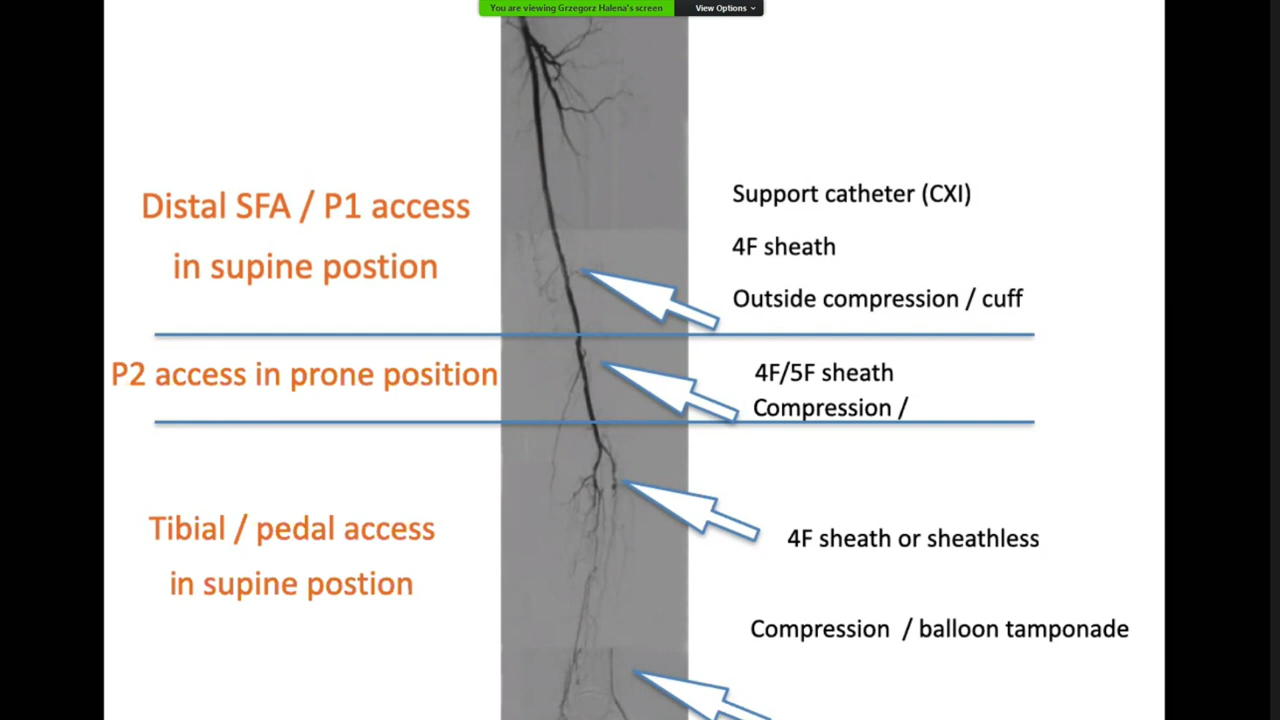 You are viewing Grzegorz Halena's screen
View Options
Distal SFA / P1 access
in supine postion
Support catheter (CXI)
4F sheath
Outside compression / cuff
P2 access in prone position
4F/5F sheath
Compression /
Tibial / pedal access
in supine postion
4F sheath or sheathless
Compression / balloon tamponade